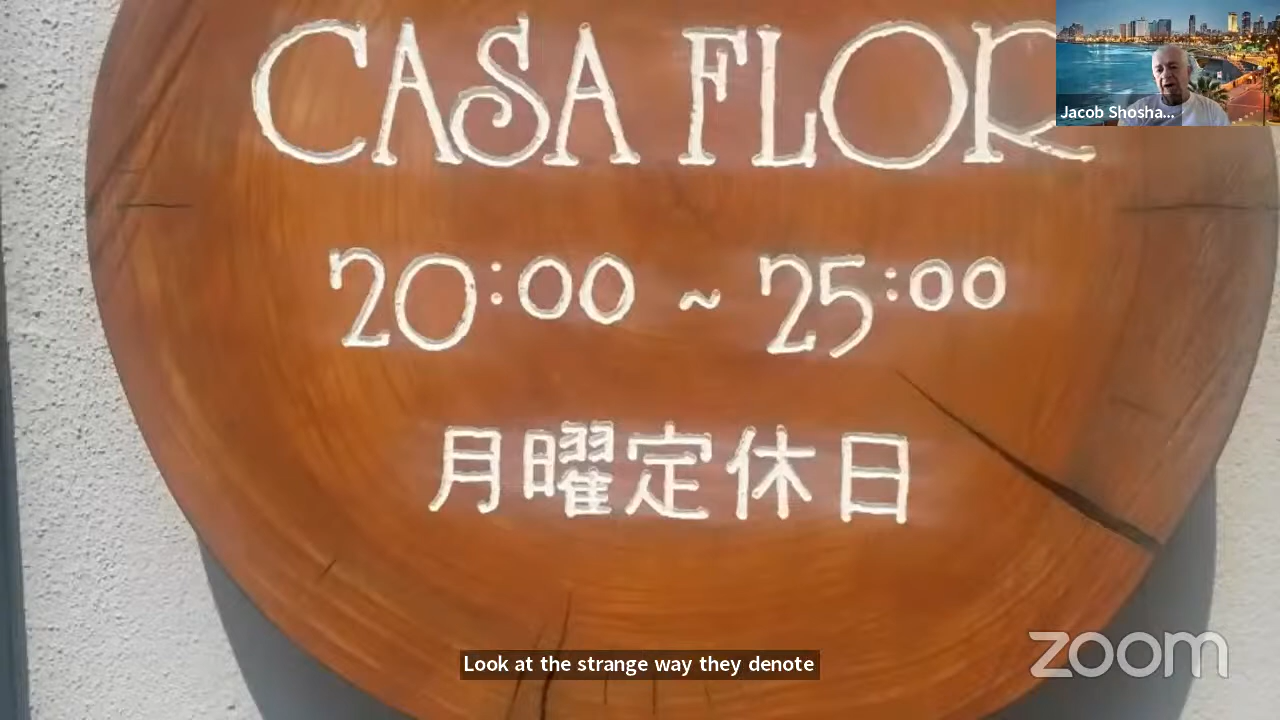 CASA FLOR
Jacob Shosha...
20:00 ~ 25:00
月曜定休日
Look at the strange way they denote
zoom